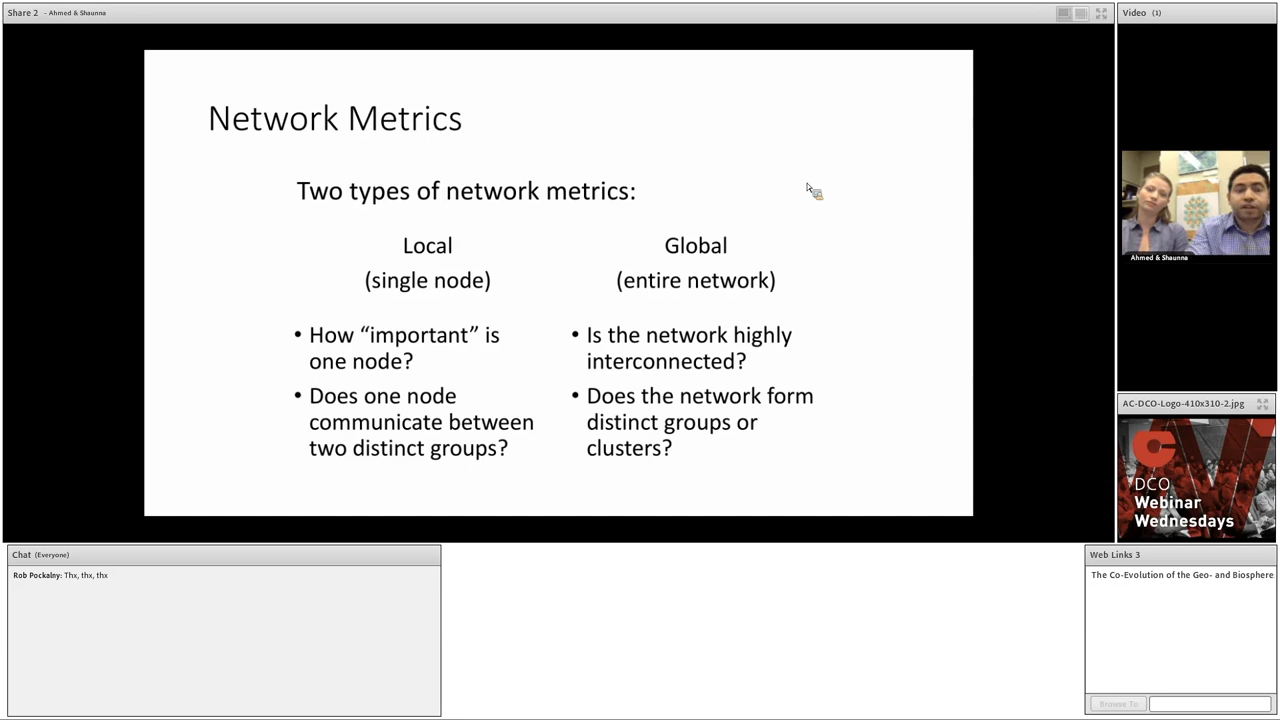 Share 2 - Ahmed & Shaunna
Network Metrics
Two types of network metrics:
Local
(single node)
• How “important” is
one node?
• Does one node
communicate between
two distinct groups?
Global
(entire network)
• Is the network highly
interconnected?
• Does the network form
distinct groups or
clusters?
Video (1)
Ahmed & Shaunna
AC-DCO-Logo-410x310-2.jpg
DCO
Webinar
Wednesdays
Chat (Everyone)
Rob Pockalny: Thx, thx, thx
Web Links 3
The Co-Evolution of the Geo- and Biosphere
Browse To